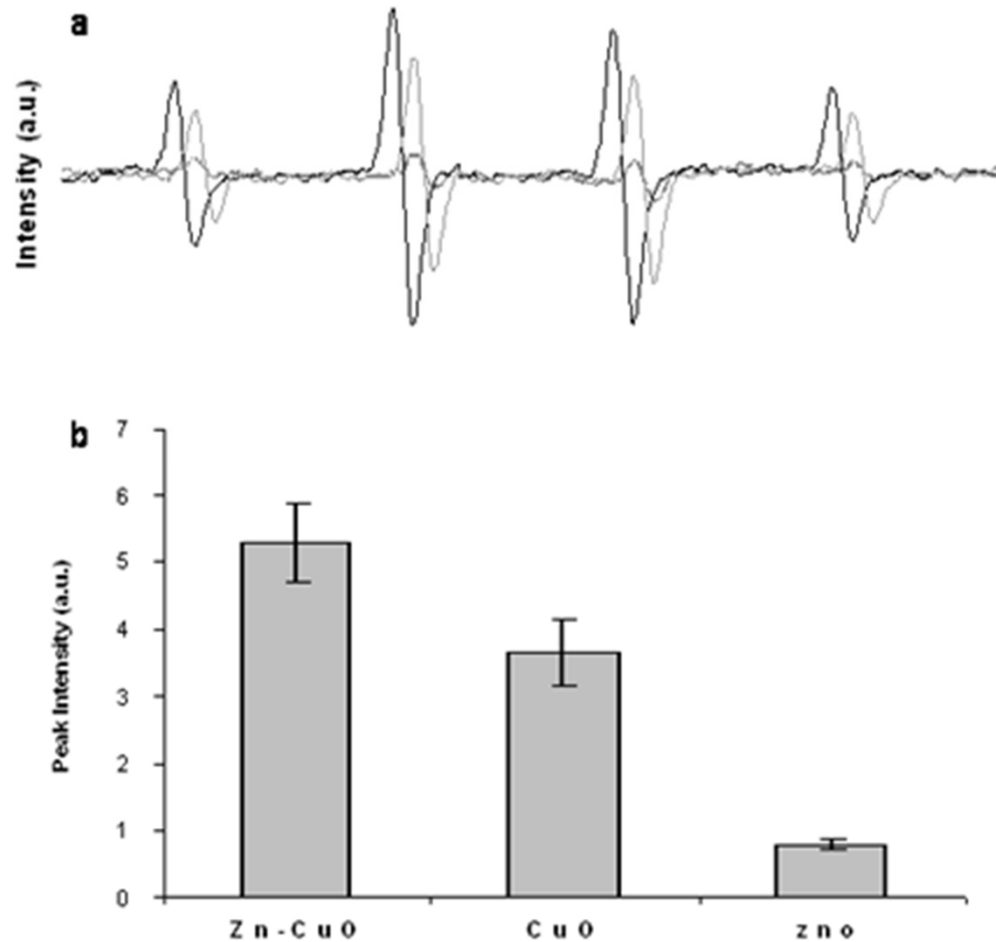 a
Intensity (a.u.)
b
Peak Intensity (a.u.)
7
6
5
4
3
2
1
0
Zn-CuO
CuO
zno